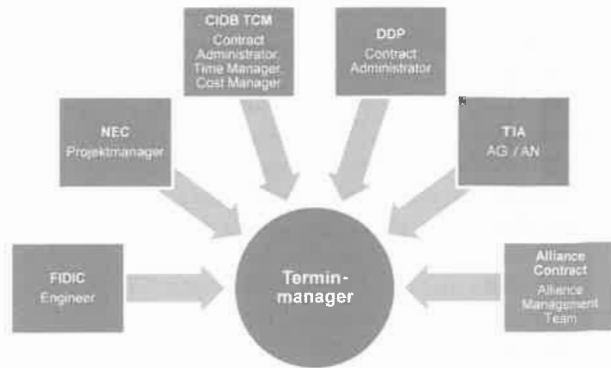 CIDB TCM
Contract
Administrator,
Time Manager,
Cost Manager
DDP
Contract
Administrator
NEC
Projektmanager
TIA
AG / AN
FIDIC
Engineer
Termin-
manager
Alliance
Contract
Alliance
Management
Team